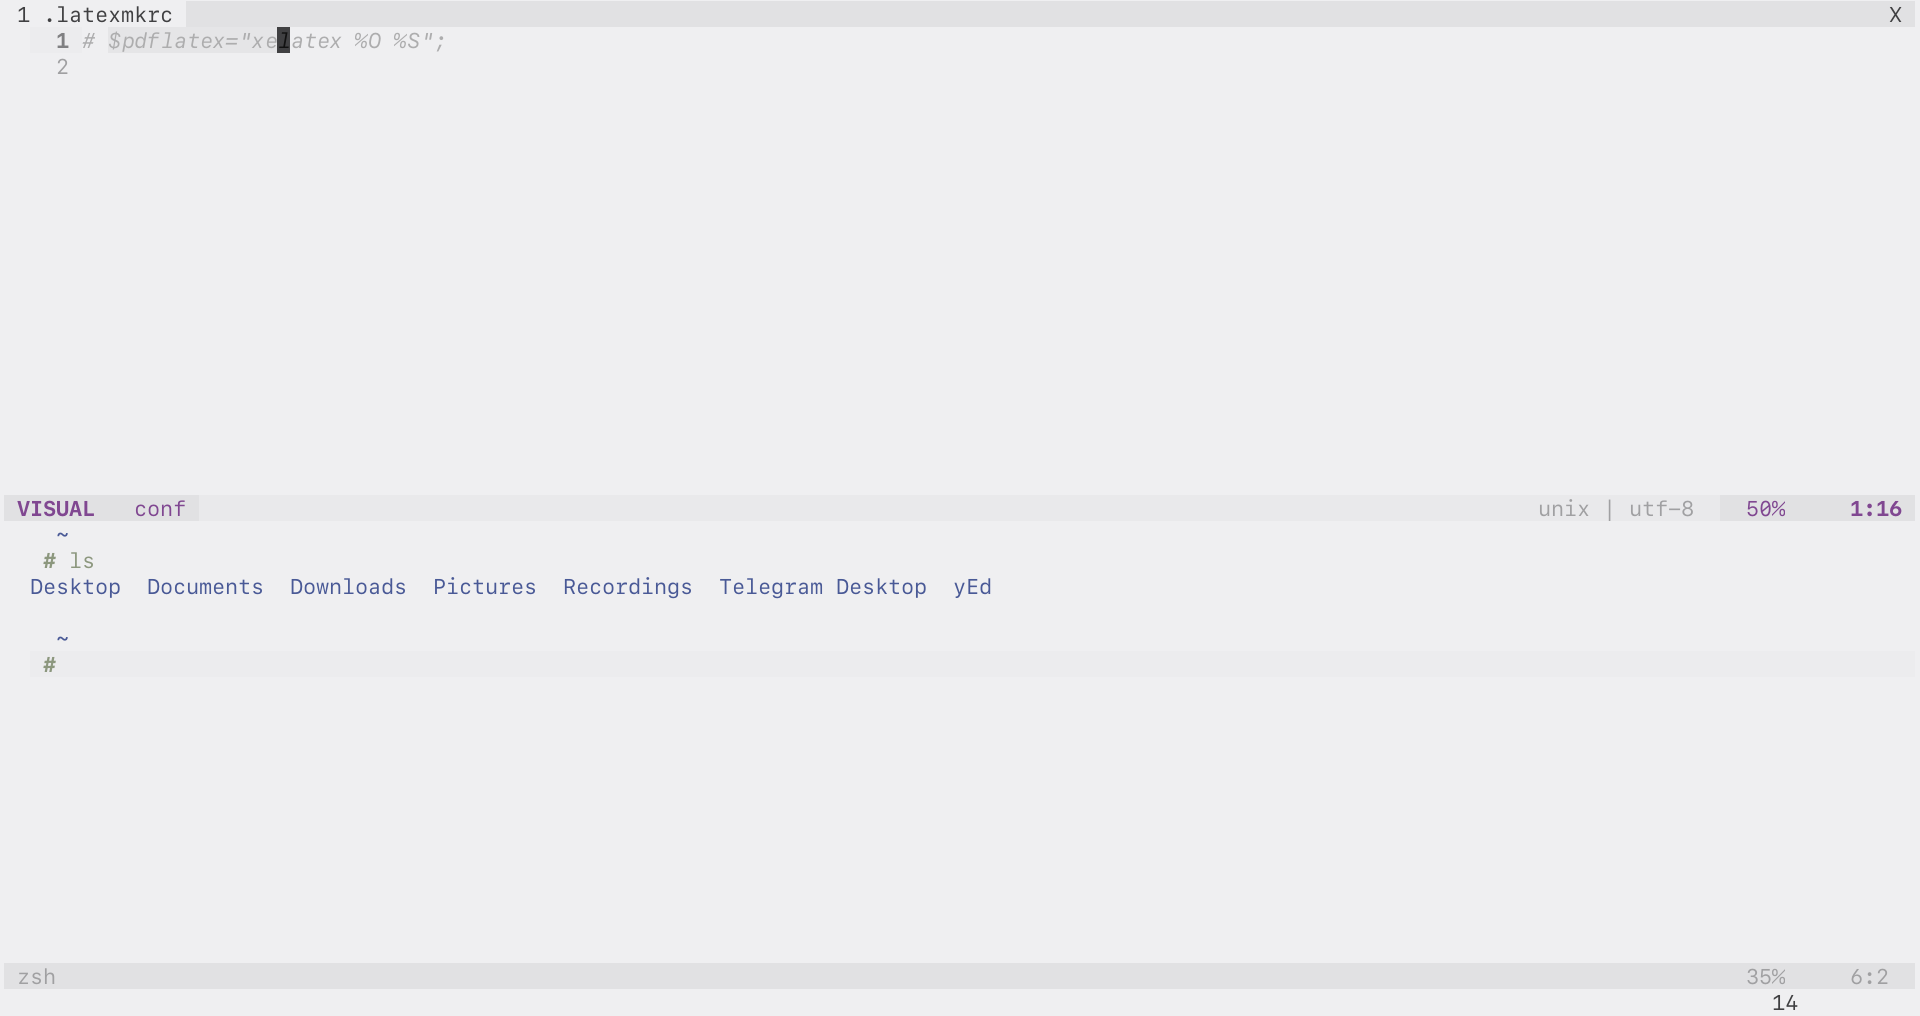 1 .latexmkrc X
1 # $pdflatex="xelatex %O %S";
2
VISUAL conf unix | utf-8 50% 1:16
~
# ls
Desktop Documents Downloads Pictures Recordings Telegram Desktop yEd
~
#
zsh 35% 6:2
14